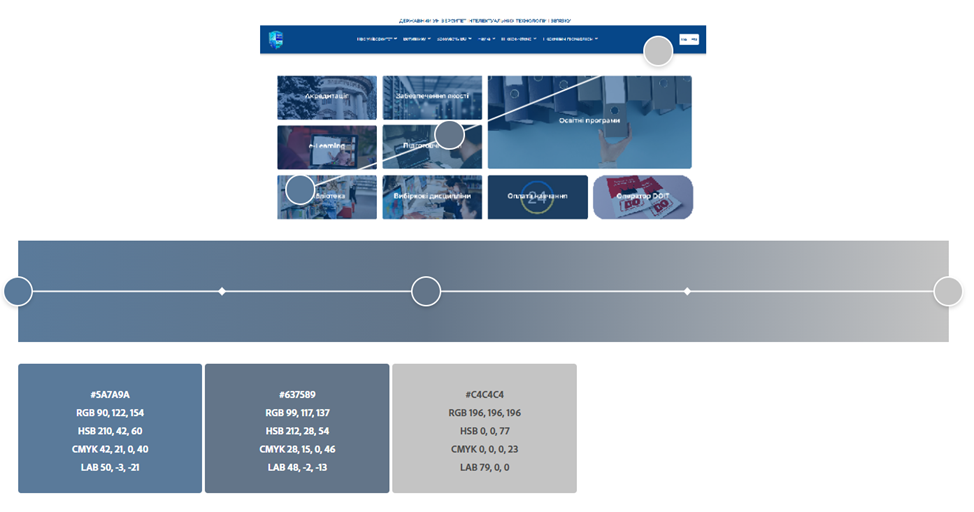 ДЕРЖАВНИЙ УНІВЕРСИТЕТ ІНТЕЛЕКТУАЛЬНИХ ТЕХНОЛОГІЙ І ЗВ'ЯЗКУ
Акредитація
Забезпечення якості
Освітні програми
e-Learning
Бібліотека
Вибіркові дисципліни
24
Оплата навчання
Оператор DOIT
#5A7A9A
RGB 90, 122, 154
HSB 210, 42, 60
CMYK 42, 21, 0, 40
LAB 50, -3, -21
#637589
RGB 99, 117, 137
HSB 212, 28, 54
CMYK 28, 15, 0, 46
LAB 48, -2, -13
#C4C4C4
RGB 196, 196, 196
HSB 0, 0, 77
CMYK 0, 0, 0, 23
LAB 79, 0, 0